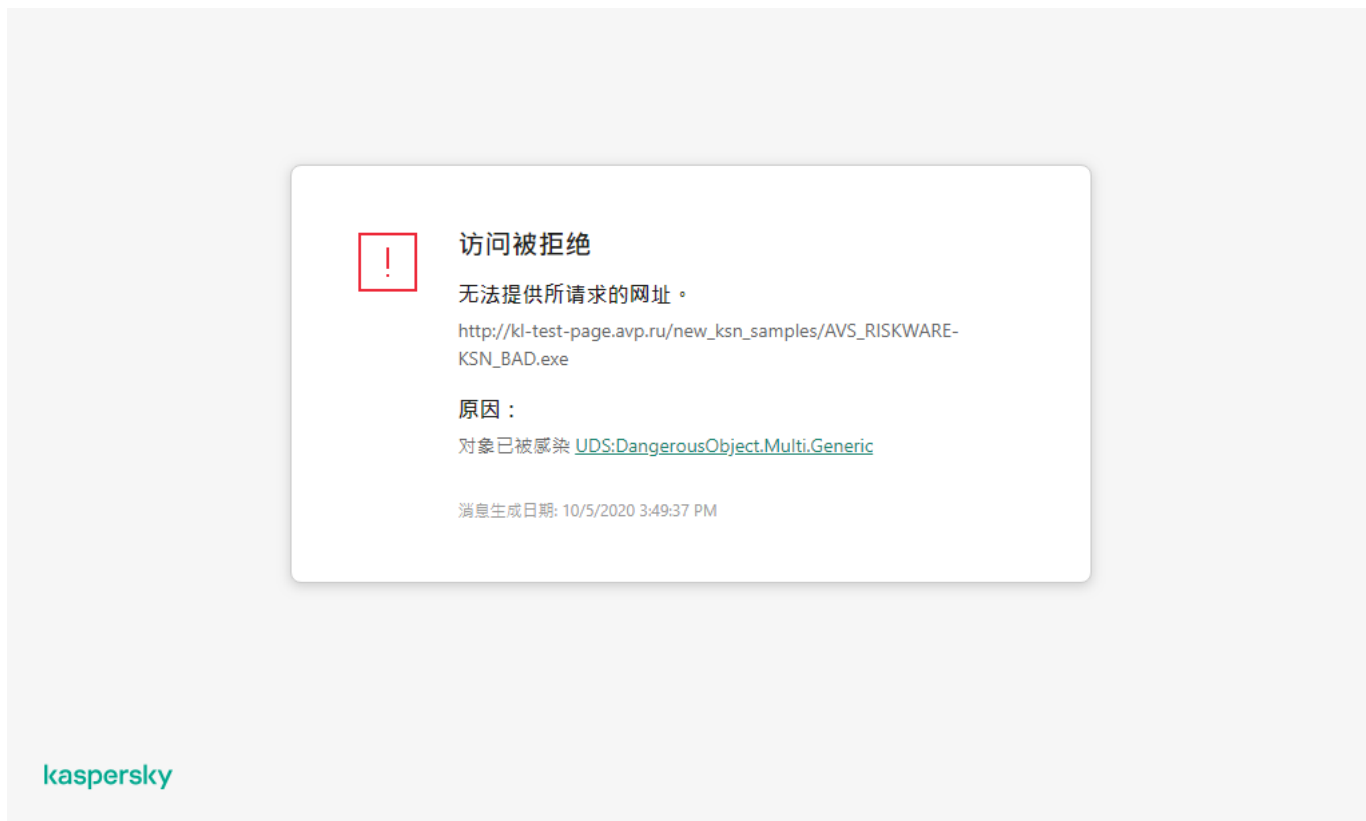 !
访问被拒绝
无法提供所请求的网址。
http://kl-test-page.avp.ru/new_ksn_samples/AVS_RISKWARE-
KSN_BAD.exe
原因：
对象已被感染 UDS:DangerousObject.Multi.Generic
消息生成日期: 10/5/2020 3:49:37 PM
kaspersky